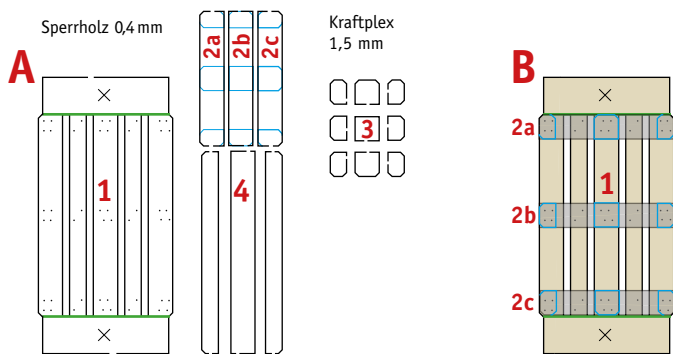 Sperrholz 0,4 mm
Kraftplex
1,5 mm
A
1
2a
2b
2c
3
4
B
2a
1
2b
2c